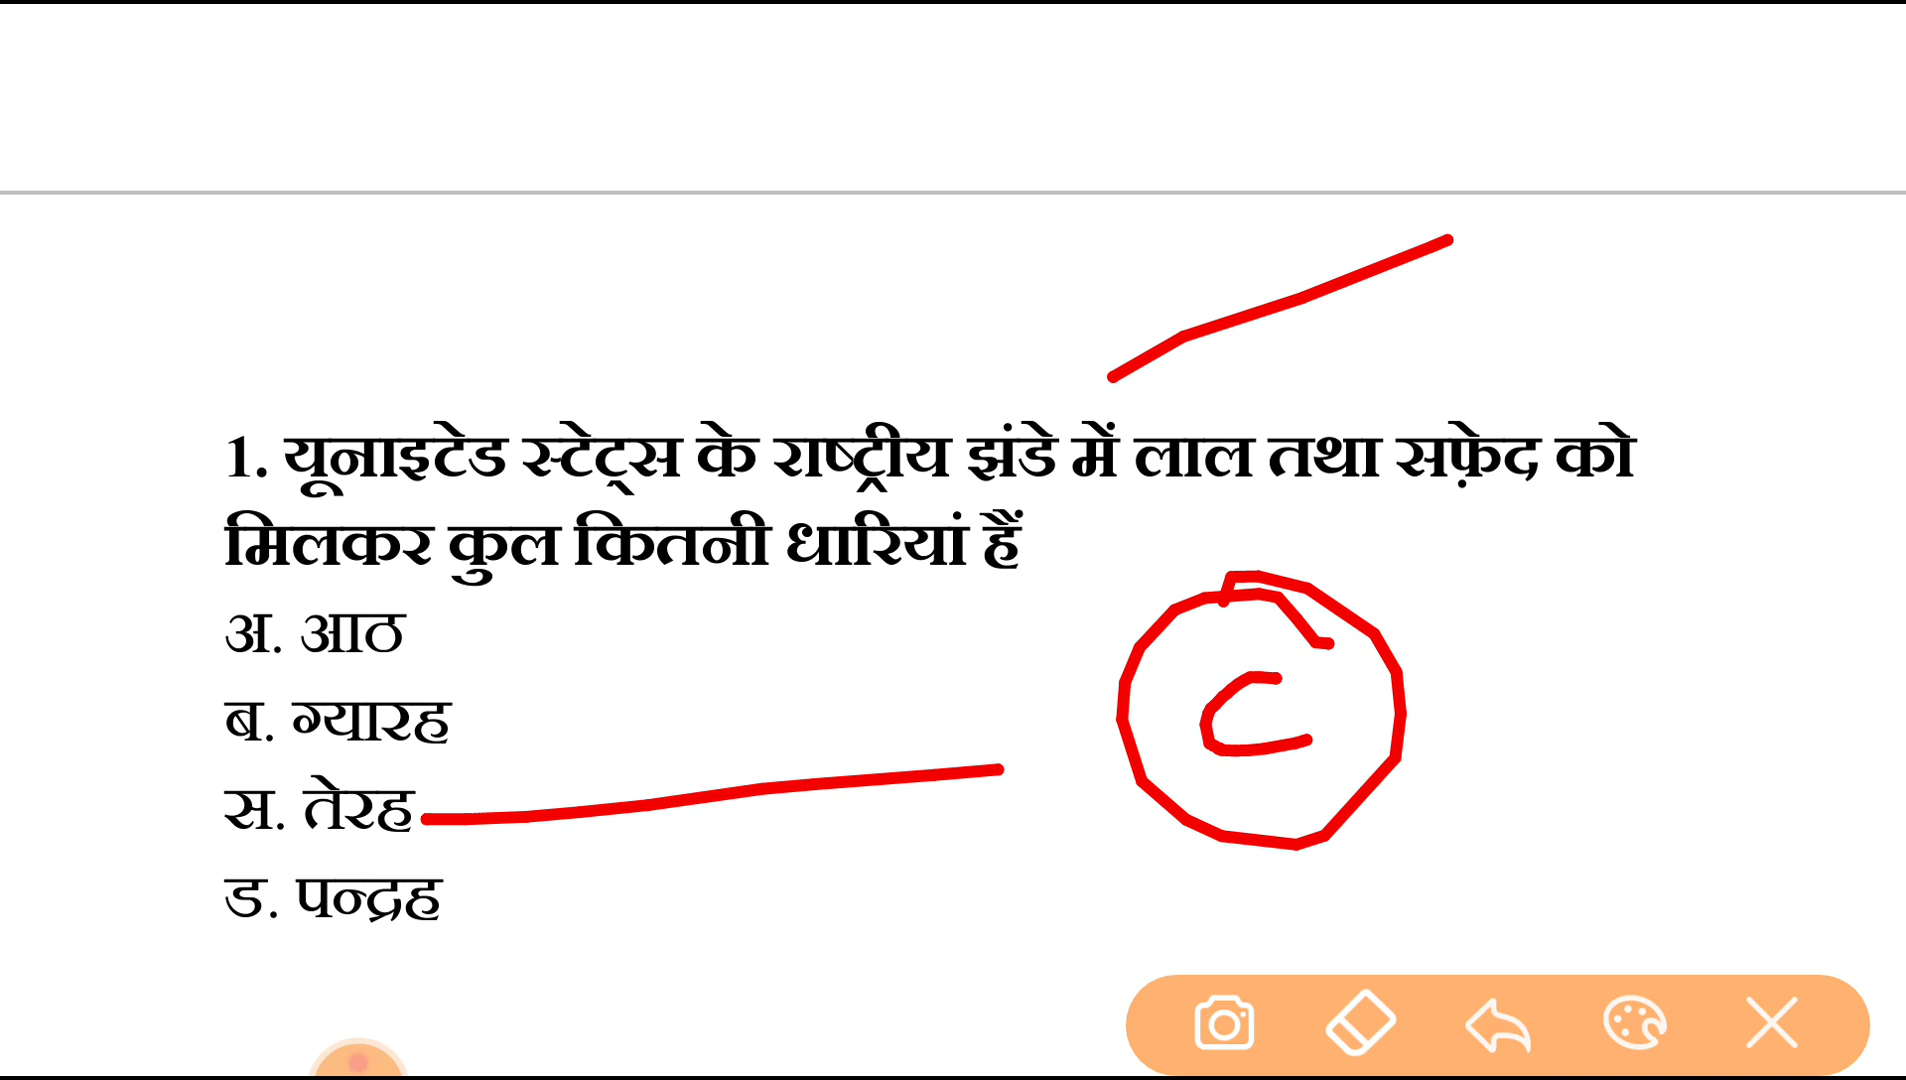 1. यूनाइटेड स्टेट्स के राष्ट्रीय झंडे में लाल तथा सफ़ेद को
मिलकर कुल कितनी धारियां हैं
अ. आठ
ब. ग्यारह
स. तेरह
ड. पन्द्रह
C